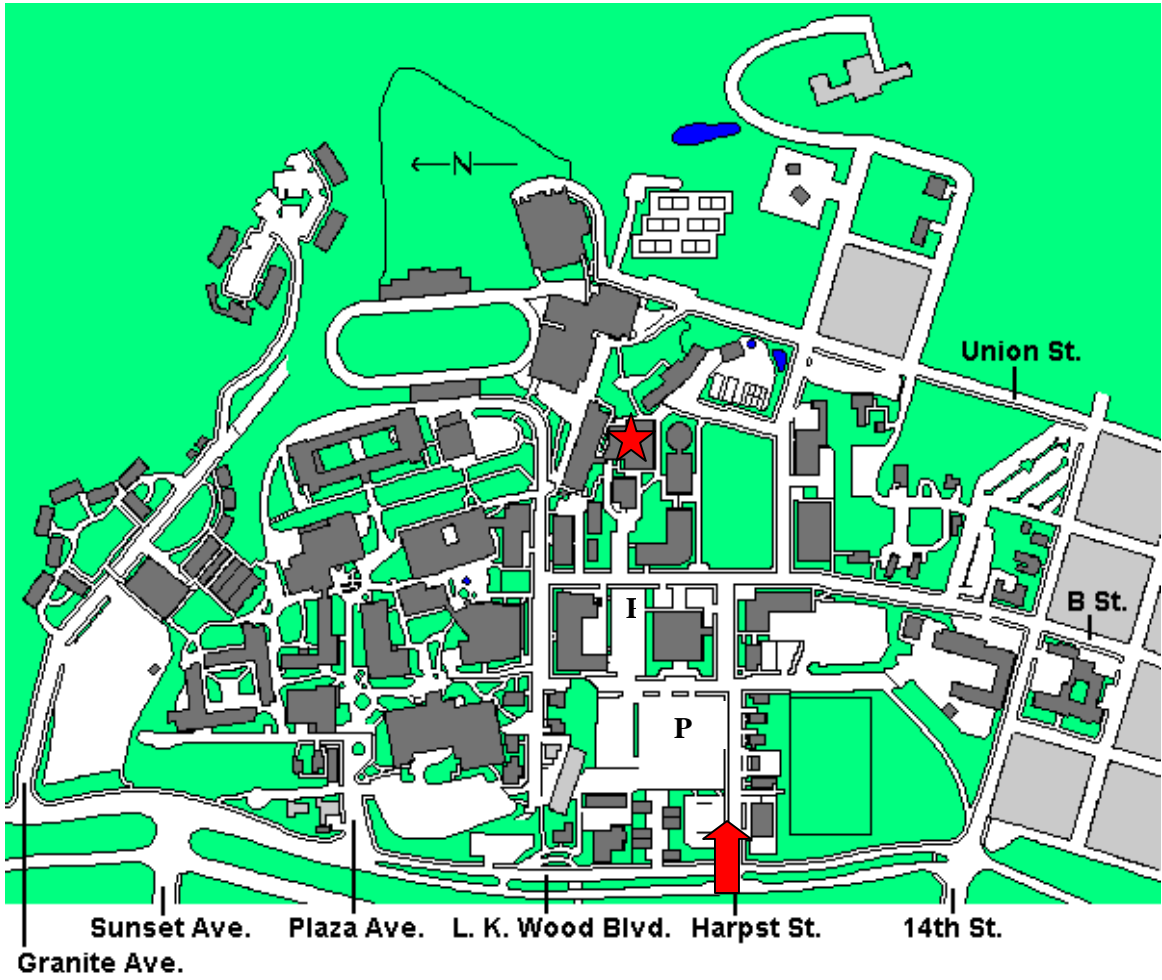 N
Union St.
B St.
P
Sunset Ave.
Plaza Ave.
L. K. Wood Blvd.
Harpst St.
14th St.
Granite Ave.